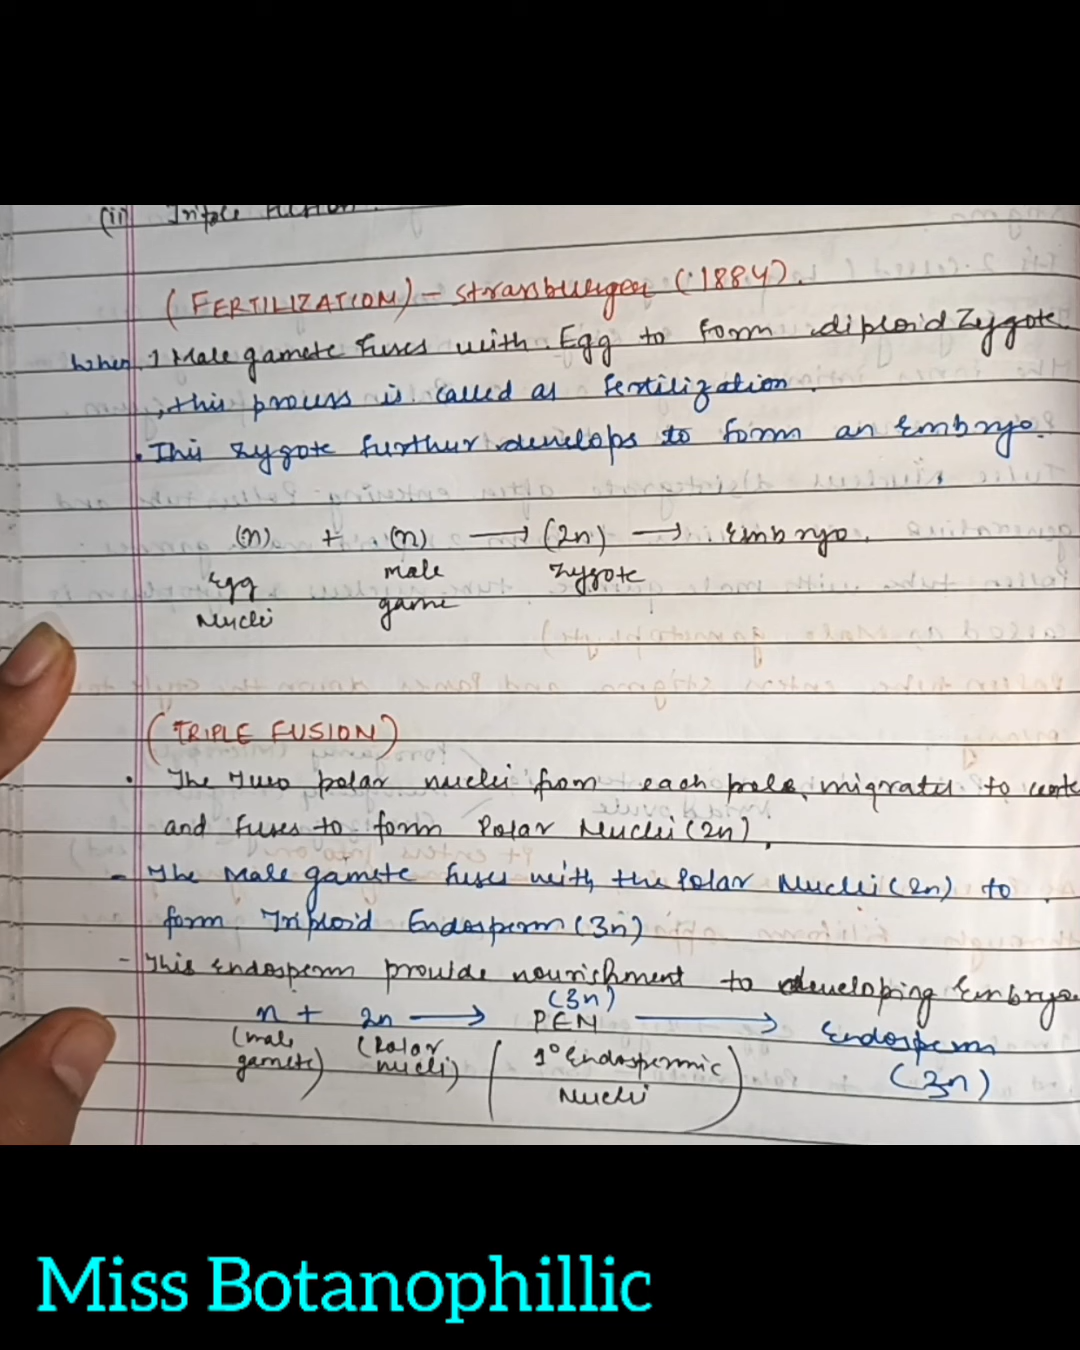 (ii) Triple fusion.
(FERTILIZATION) - Strasburger (1884).
When 1 Male gamete fuses with Egg to form diploid Zygote
, this process is called as fertilization.
. This zygote furthur develops to form an Embryo.
(n) + (n) → (2n) → Embryo.
Egg male zygote
Nuclei game
(TRIPLE FUSION)
• The Two polar nuclei from each pole, migrates to
and fuses to form Polar Nuclei (2n).
- The Male gamete fuses with the Polar Nuclei (2n) to
form Triploid Endosperm (3n)
- This endosperm provide nourishment to developing Embryo
(3n)
n + 2n → PEN → Endosperm
(male (Polar (1° Endospermic (3n)
gamete) nuclei) Nuclei)
Miss Botanophillic